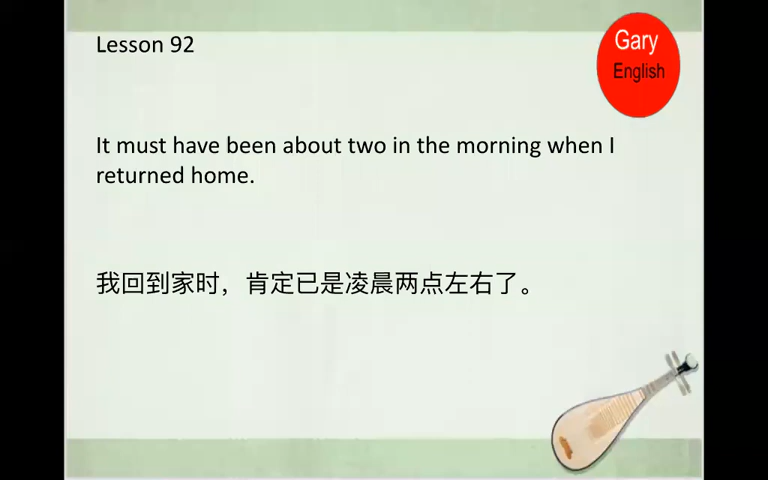 Lesson 92
Gary
English
It must have been about two in the morning when I
returned home.
我回到家时，肯定已是凌晨两点左右了。